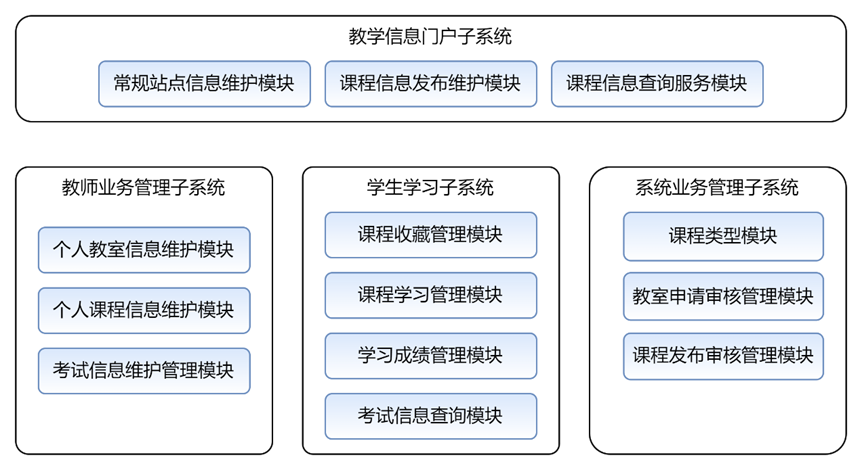 教学信息门户子系统
常规站点信息维护模块
课程信息发布维护模块
课程信息查询服务模块
教师业务管理子系统
个人教室信息维护模块
个人课程信息维护模块
考试信息维护管理模块
学生学习子系统
课程收藏管理模块
课程学习管理模块
学习成绩管理模块
考试信息查询模块
系统业务管理子系统
课程类型模块
教室申请审核管理模块
课程发布审核管理模块